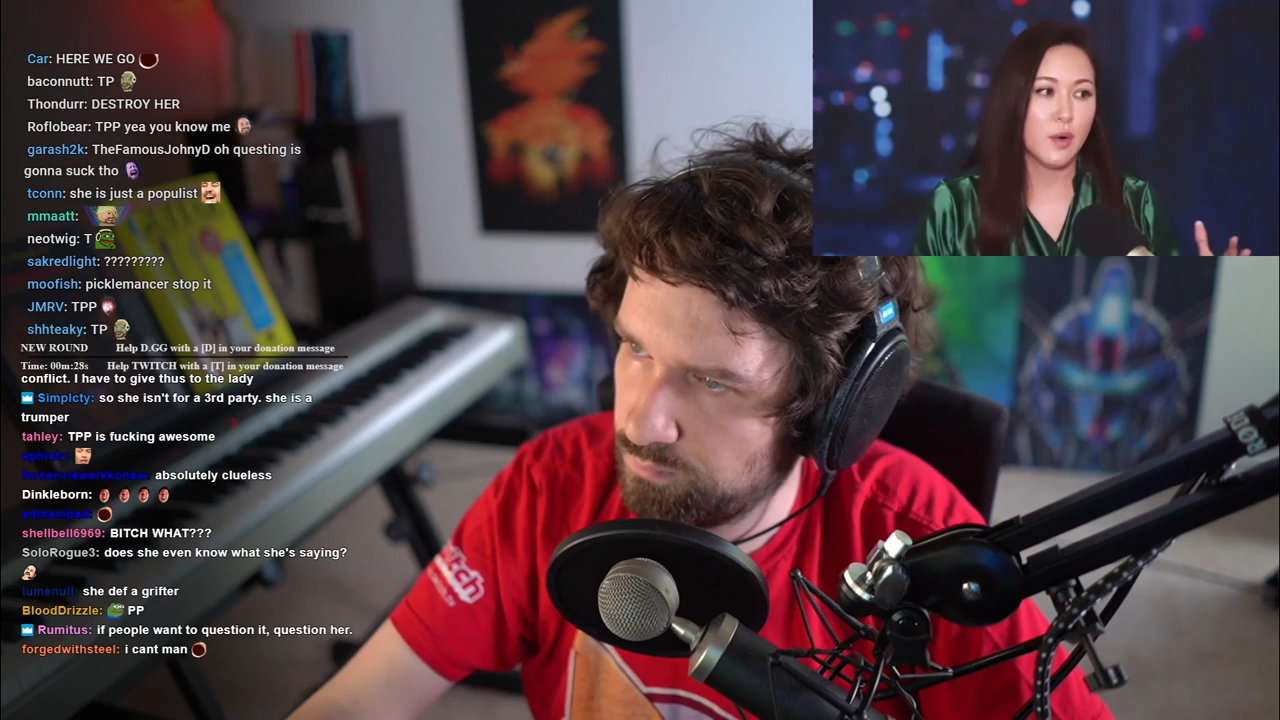 Car: HERE WE GO
baconnutt: TP
Thondurr: DESTROY HER
Roflobear: TPP yea you know me
garash2k: TheFamousJohnyD oh questing is
gonna suck tho
tconn: she is just a populist
mmaatt:
neotwig: T
sakredlight: ?????????
moofish: picklemancer stop it
JMRV: TPP
shhteaky: TP
NEW ROUND Help D.GG with a [D] in your donation message
Time: 00m:28s Help TWITCH with a [T] in your donation message
conflict. I have to give thus to the lady
Simplcty: so she isn't for a 3rd party. she is a
trumper
tahley: TPP is fucking awesome
absolutely clueless
Dinkleborn:
shellbell6969: BITCH WHAT???
SoloRogue3: does she even know what she's saying?
lumenull: she def a grifter
BloodDrizzle: PP
Rumitus: if people want to question it, question her.
forgedwithsteel: i cant man
RODE